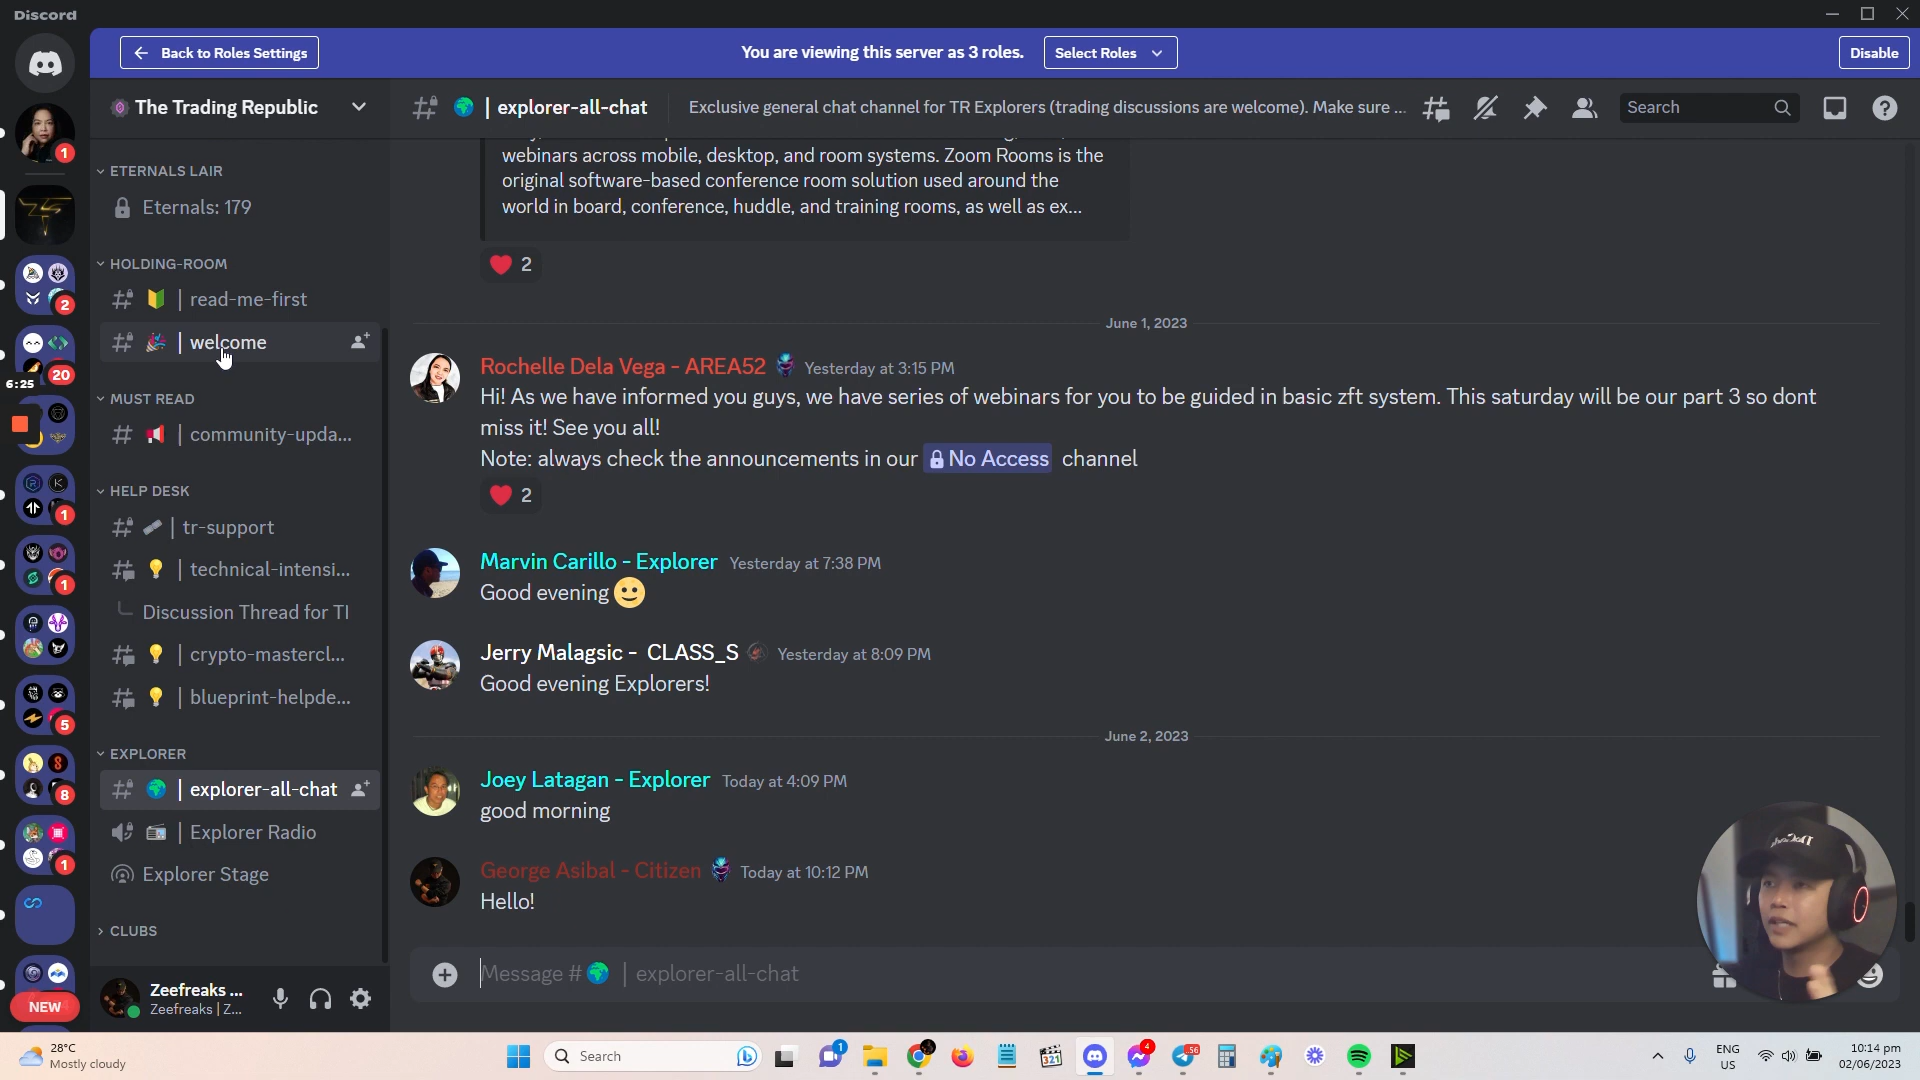 Discord
Back to Roles Settings
You are viewing this server as 3 roles.
Select Roles
Disable
The Trading Republic
| explorer-all-chat
Exclusive general chat channel for TR Explorers (trading discussions are welcome). Make sure ...
Search
1
2
20
6:25
1
1
5
8
1
NEW
ETERNALS LAIR
Eternals: 179
HOLDING-ROOM
| read-me-first
| welcome
MUST READ
| community-upda...
HELP DESK
| tr-support
| technical-intensi...
Discussion Thread for TI
| crypto-mastercl...
| blueprint-helpde...
EXPLORER
| explorer-all-chat
| Explorer Radio
Explorer Stage
CLUBS
Zeefreaks ...
Zeefreaks | Z...
webinars across mobile, desktop, and room systems. Zoom Rooms is the
original software-based conference room solution used around the
world in board, conference, huddle, and training rooms, as well as ex...
2
June 1, 2023
Rochelle Dela Vega - AREA52 Yesterday at 3:15 PM
Hi! As we have informed you guys, we have series of webinars for you to be guided in basic zft system. This saturday will be our part 3 so dont
miss it! See you all!
Note: always check the announcements in our No Access channel
2
Marvin Carillo - Explorer Yesterday at 7:38 PM
Good evening
Jerry Malagsic - CLASS_S Yesterday at 8:09 PM
Good evening Explorers!
June 2, 2023
Joey Latagan - Explorer Today at 4:09 PM
good morning
George Asibal - Citizen Today at 10:12 PM
Hello!
Message # | explorer-all-chat
28°C
Mostly cloudy
Search
1
321
4
56
ENG
US
10:14 pm
02/06/2023